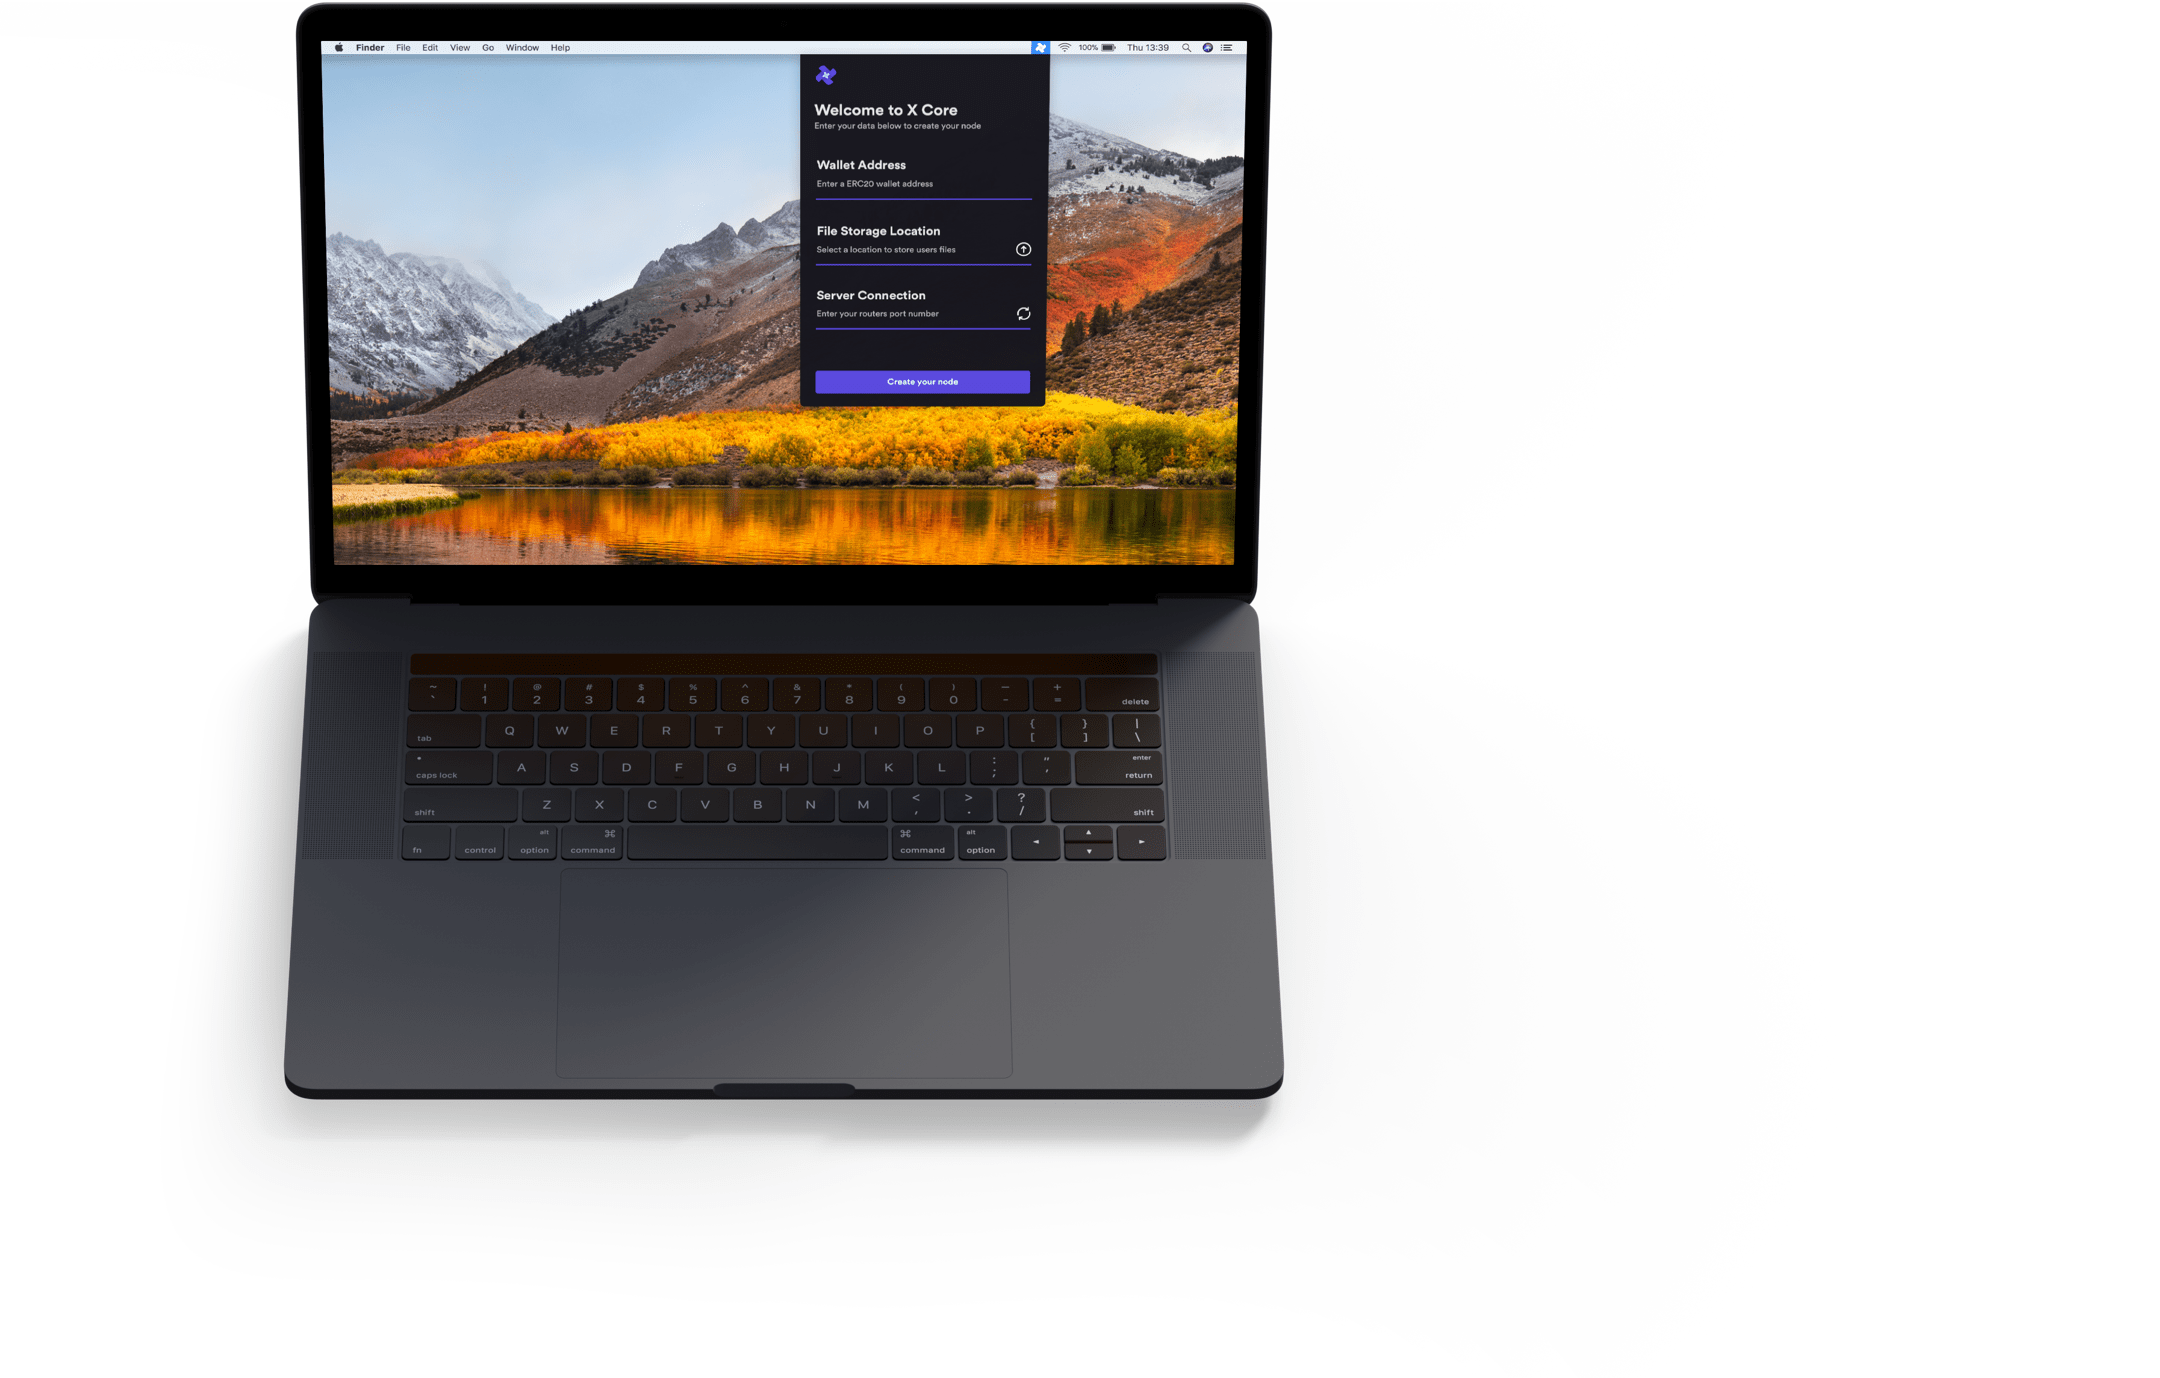 Finder File Edit View Go Window Help 100% Thu 13:39
Welcome to X Core
Enter your data below to create your node
Wallet Address
Enter a ERC20 wallet address
File Storage Location
Select a location to store users files
Server Connection
Enter your routers port number
Create your node
~ ! @ # $ % ^ & * ( ) — +
` 1 2 3 4 5 6 7 8 9 0 - = delete
tab Q W E R T Y U I O P { [ } ] | \
caps lock A S D F G H J K L : ; " ' enter return
shift Z X C V B N M < , > . ? / shift
fn control alt option ⌘ command ⌘ command alt option ◄ ▲ ▼ ►